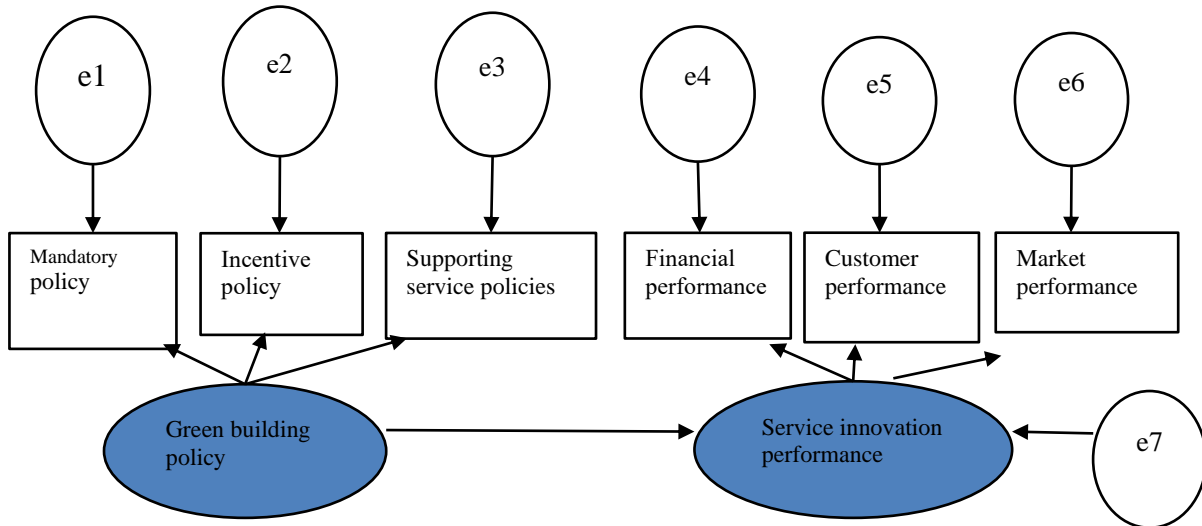 e1
e2
e3
e4
e5
e6
Mandatory
policy
Incentive
policy
Supporting
service policies
Financial
performance
Customer
performance
Market
performance
Green building
policy
Service innovation
performance
e7